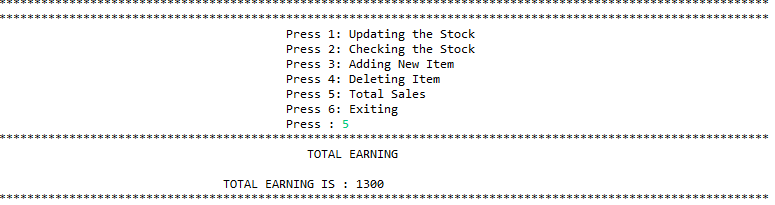 **************************************************************************************************************
**************************************************************************************************************
Press 1: Updating the Stock
Press 2: Checking the Stock
Press 3: Adding New Item
Press 4: Deleting Item
Press 5: Total Sales
Press 6: Exiting
Press : 5
**************************************************************************************************************
TOTAL EARNING
TOTAL EARNING IS : 1300
**************************************************************************************************************